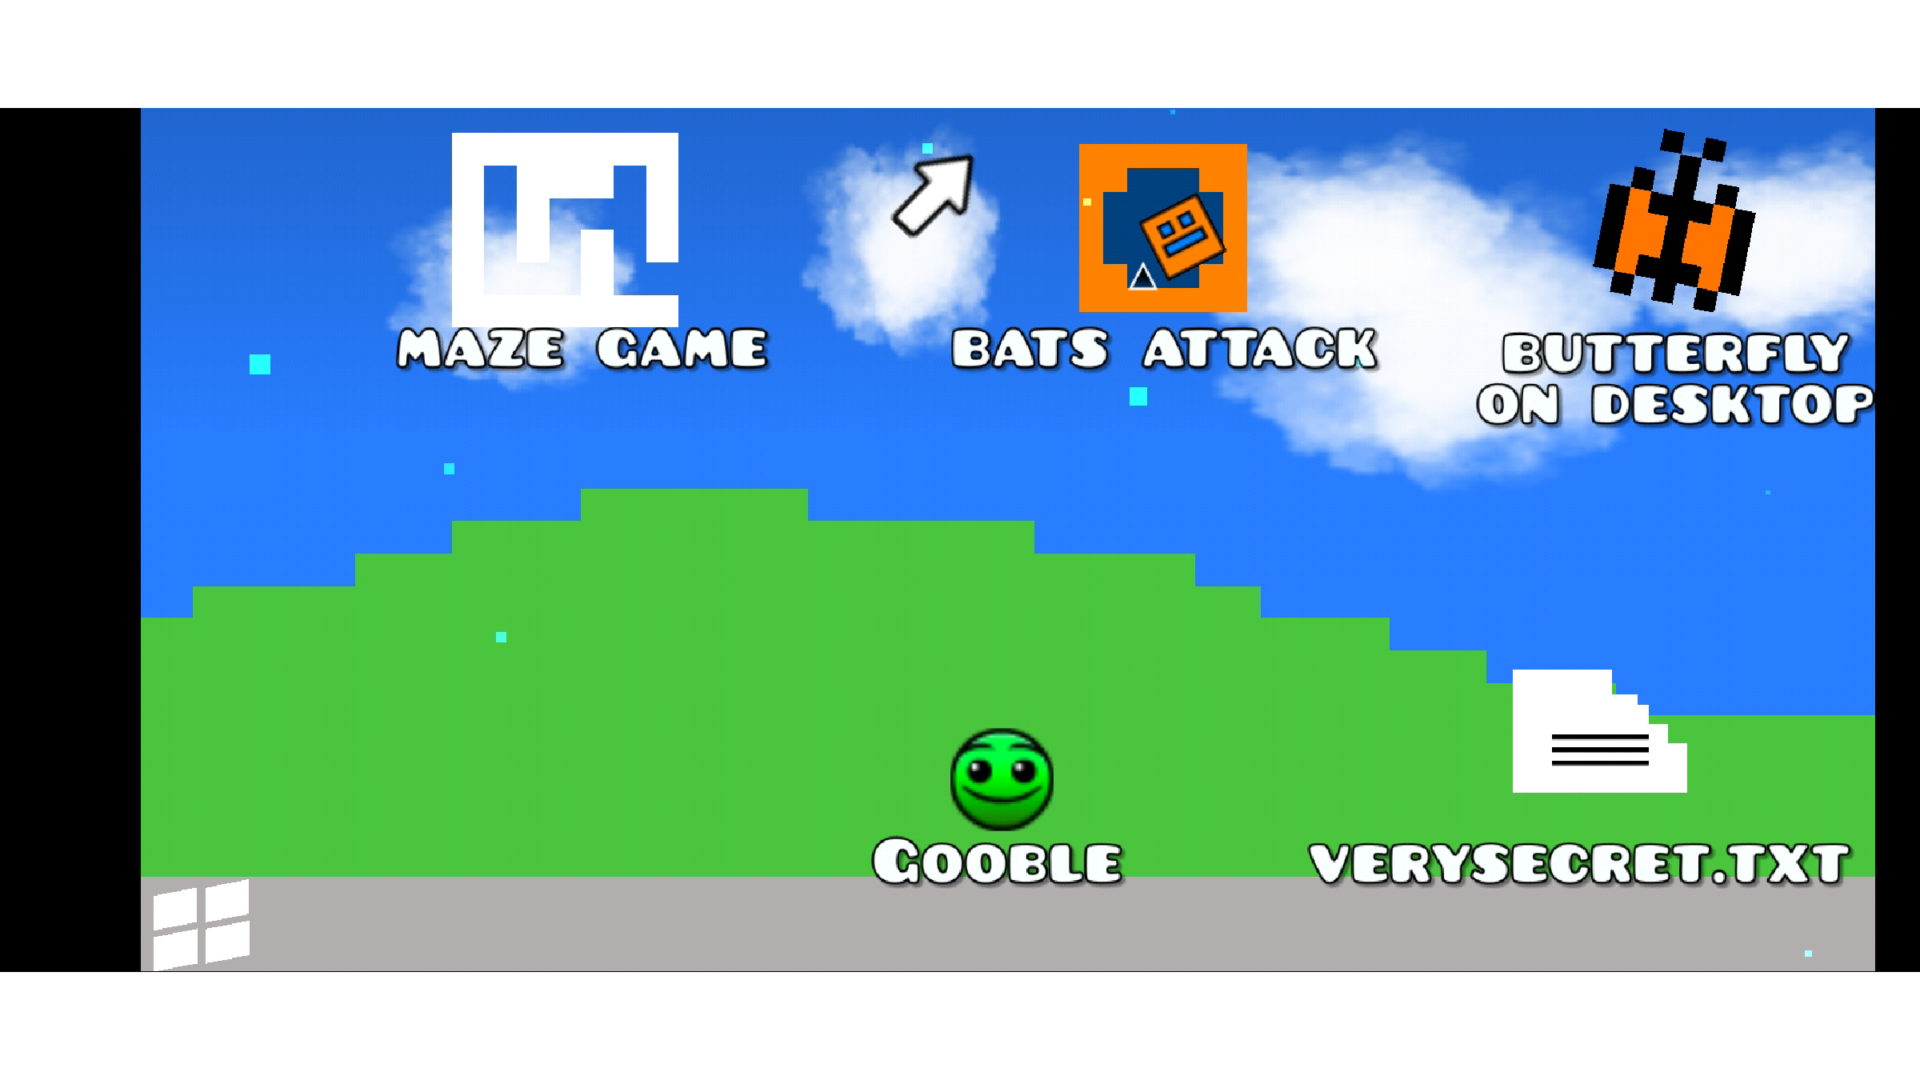 MAZE GAME
BATS ATTACK
BUTTERFLY
ON DESKTOP
GOOBLE
VERYSECRET.TXT